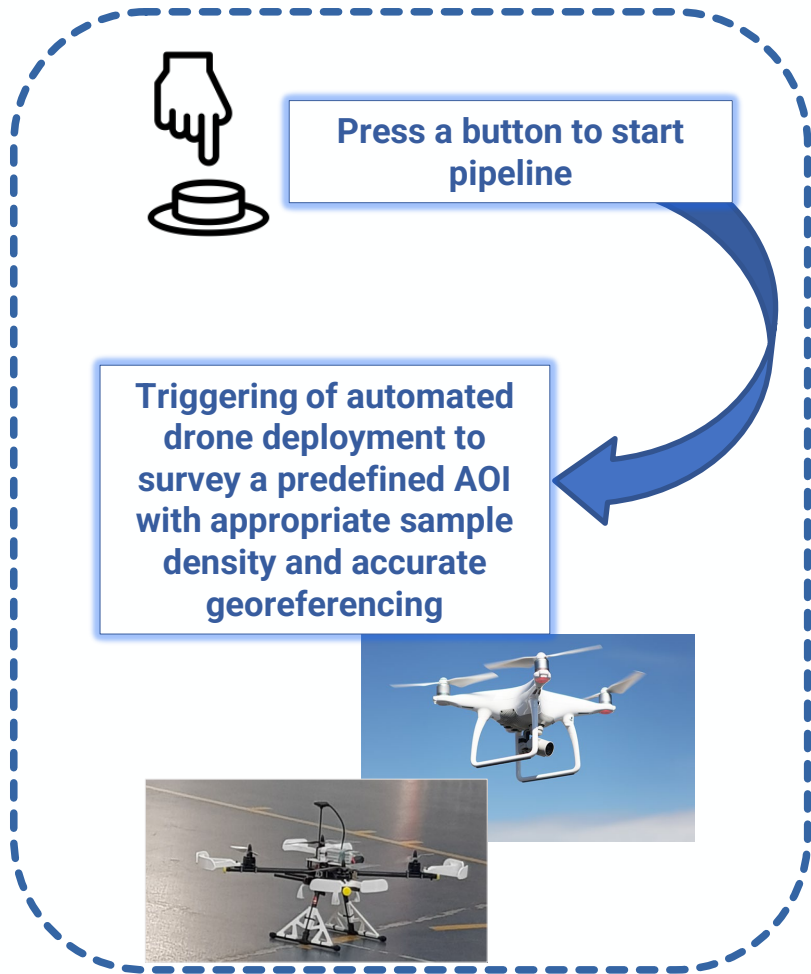 Press a button to start
pipeline
Triggering of automated
drone deployment to
survey a predefined AOI
with appropriate sample
density and accurate
georeferencing